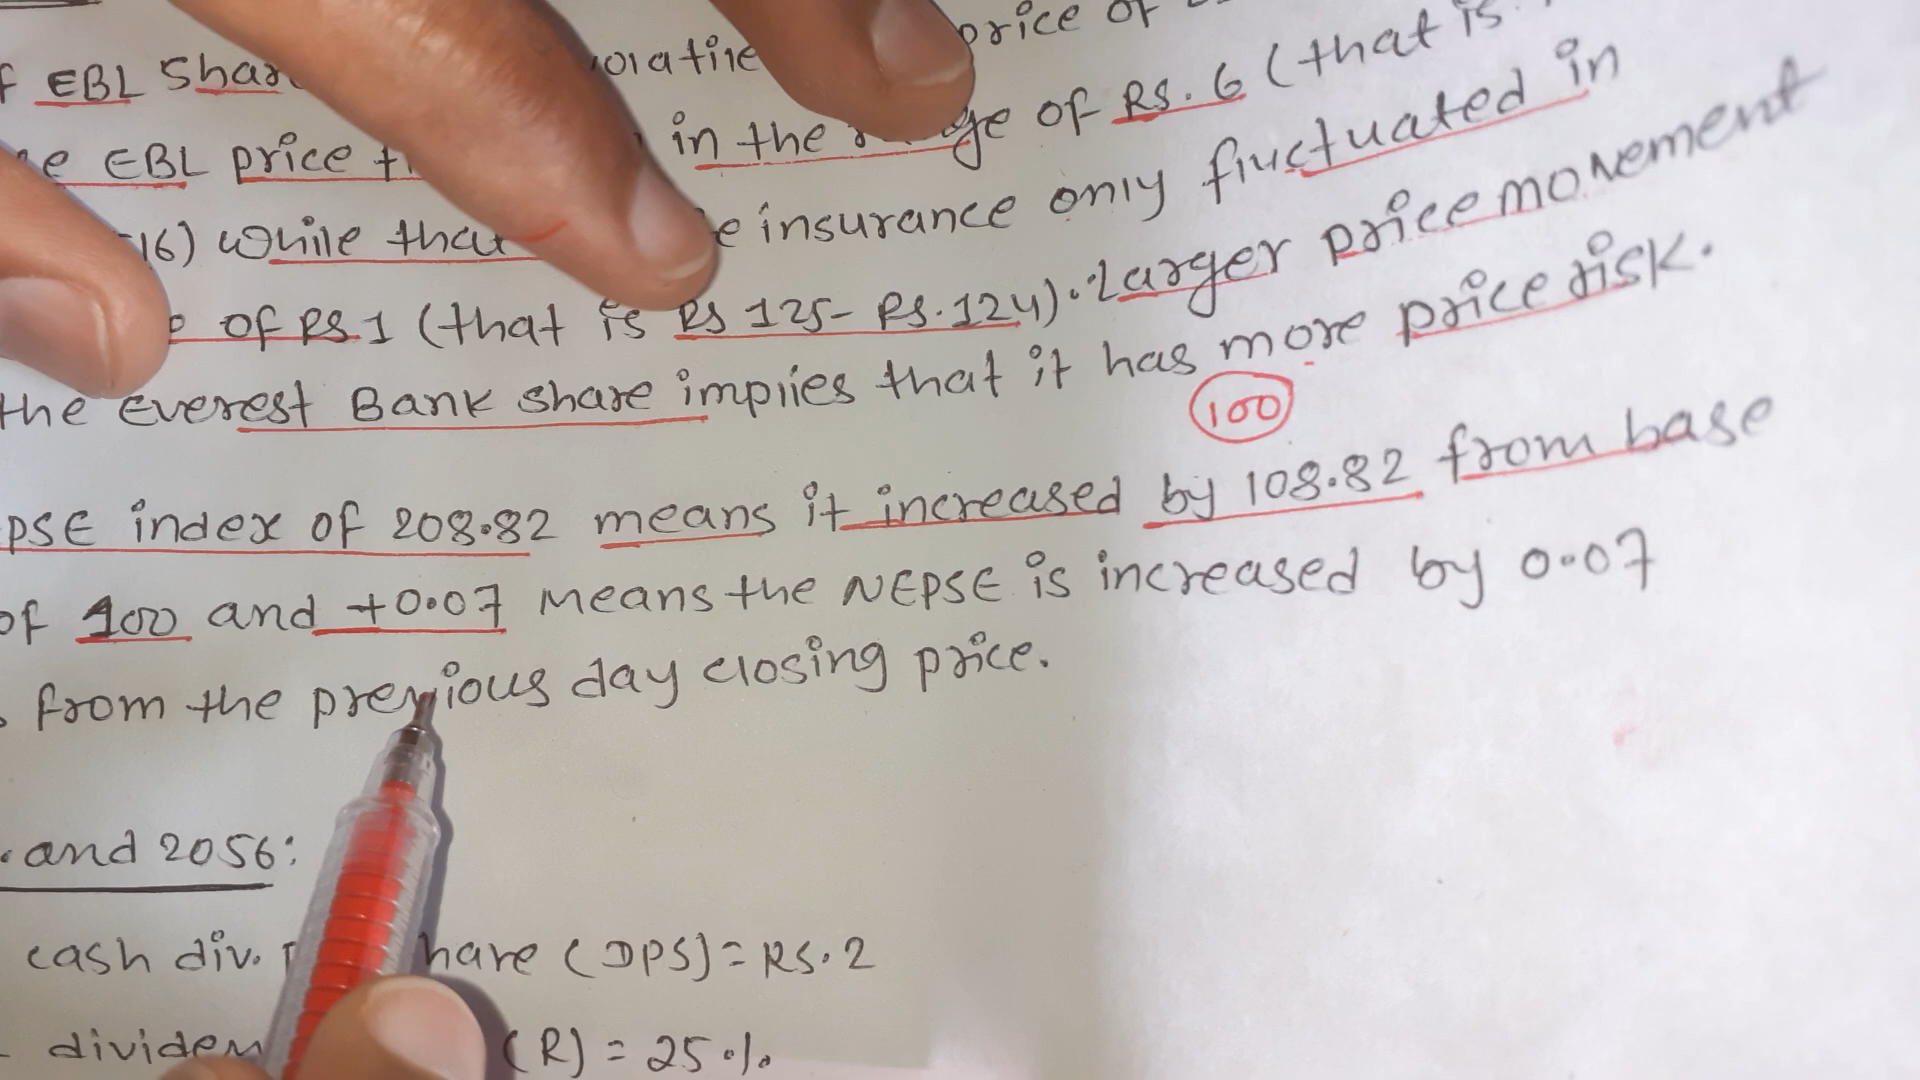 EBL Share price of
EBL price in the of Rs. 6 (that is
16) while that insurance only fluctuated in
of RS 1 (that is Rs 125- Rs. 124). Larger price movement
the Everest Bank share implies that it has more price risk.
100
PSE index of 208.82 means it increased by 108.82 from base
of 100 and +0.07 means the NEPSE is increased by 0.07
from the previous day closing price.
and 2056:
cash div. hare (DPS) = RS. 2
(R) = 25%